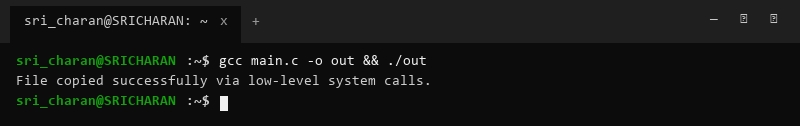 sri_charan@SRICHARAN: ~ x +
sri_charan@SRICHARAN :~$ gcc main.c -o out && ./out
File copied successfully via low-level system calls.
sri_charan@SRICHARAN :~$